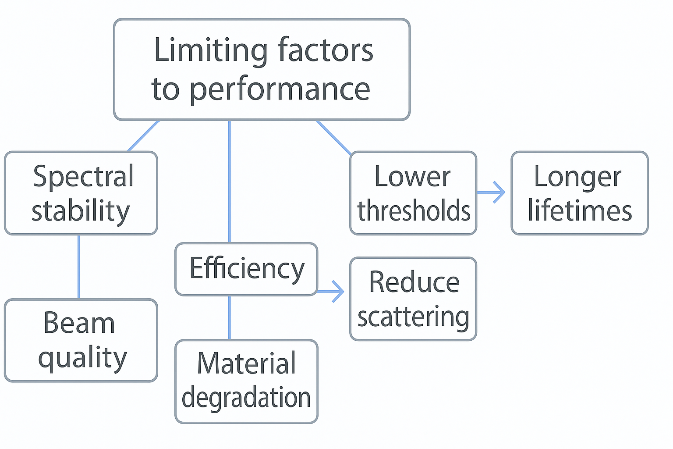 Limiting factors
to performance
Spectral
stability
Lower
thresholds
Longer
lifetimes
Efficiency
Reduce
scattering
Beam
quality
Material
degradation